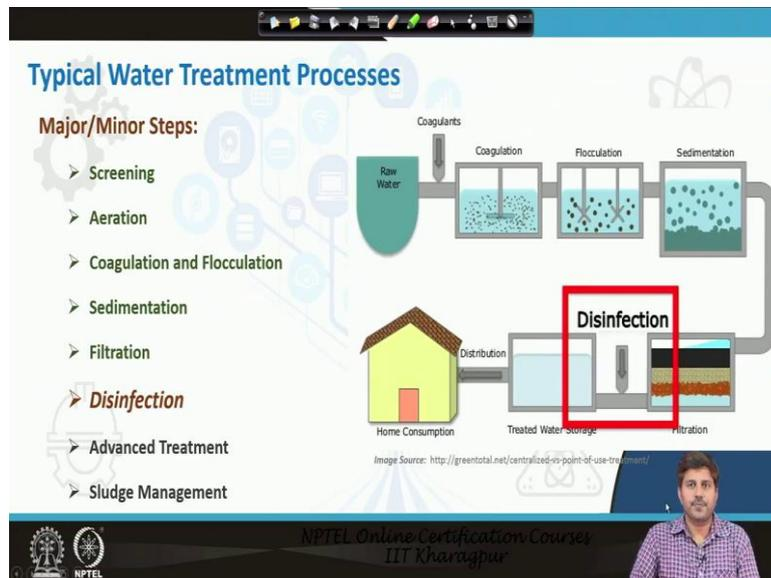 Typical Water Treatment Processes
Major/Minor Steps:
Screening
Aeration
Coagulation and Flocculation
Sedimentation
Filtration
Disinfection
Advanced Treatment
Sludge Management
Coagulants
Raw
Water
Coagulation
Flocculation
Sedimentation
Disinfection
Distribution
Home Consumption
Treated Water Storage
Filtration
Image Source: http://greentotal.net/centralized-vs-point-of-use-treatment/
NPTEL
NPTEL Online Certification Courses
IIT Kharagpur